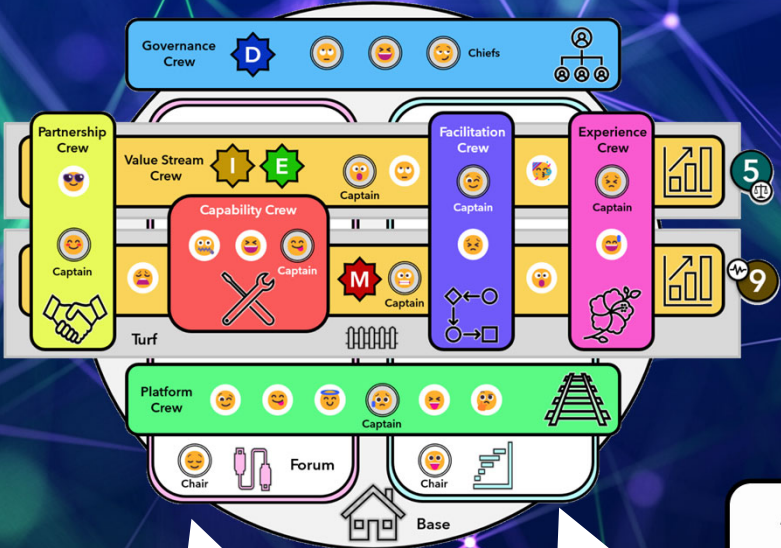 Governance
Crew
D
Chiefs
Partnership
Crew
Captain
Value Stream
Crew
I
E
Captain
Facilitation
Crew
Captain
Experience
Crew
Captain
5
Capability Crew
Captain
M
Captain
9
Turf
Platform
Crew
Captain
Chair
Forum
Chair
Base